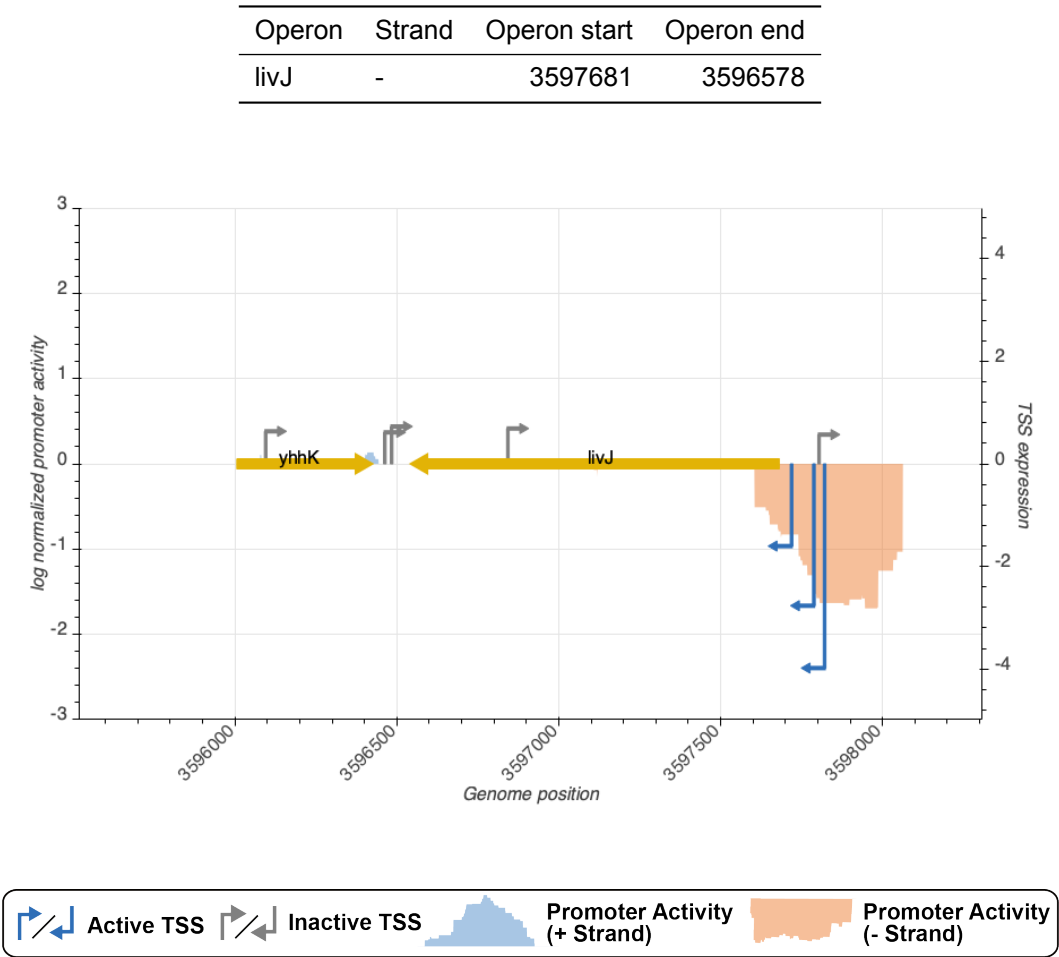 Operon Strand Operon start Operon end
livJ - 3597681 3596578
3
2
1
0
-1
-2
-3
log normalized promoter activity
4
2
0
-2
-4
TSS expression
yhhK
livJ
3596000
3596500
3597000
3597500
3598000
Genome position
Active TSS
Inactive TSS
Promoter Activity
(+ Strand)
Promoter Activity
(- Strand)